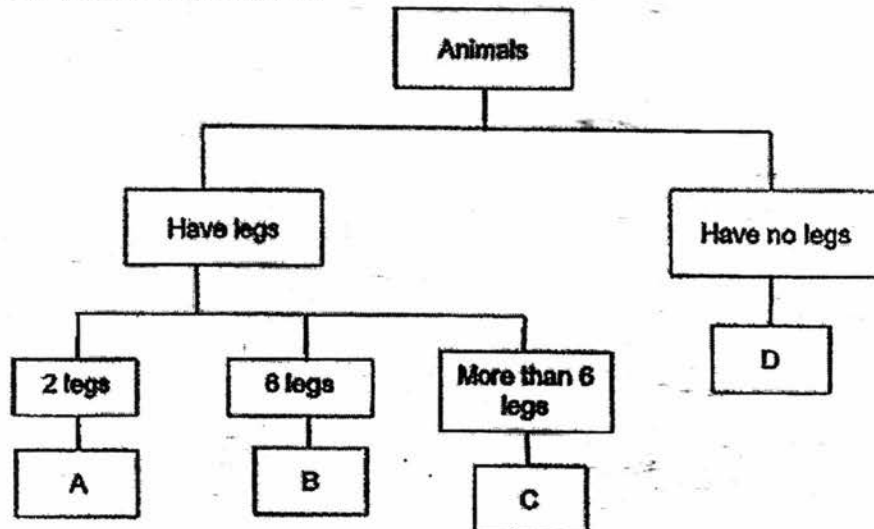 Animals
Have legs
Have no legs
2 legs
6 legs
More than 6
legs
D
A
B
C